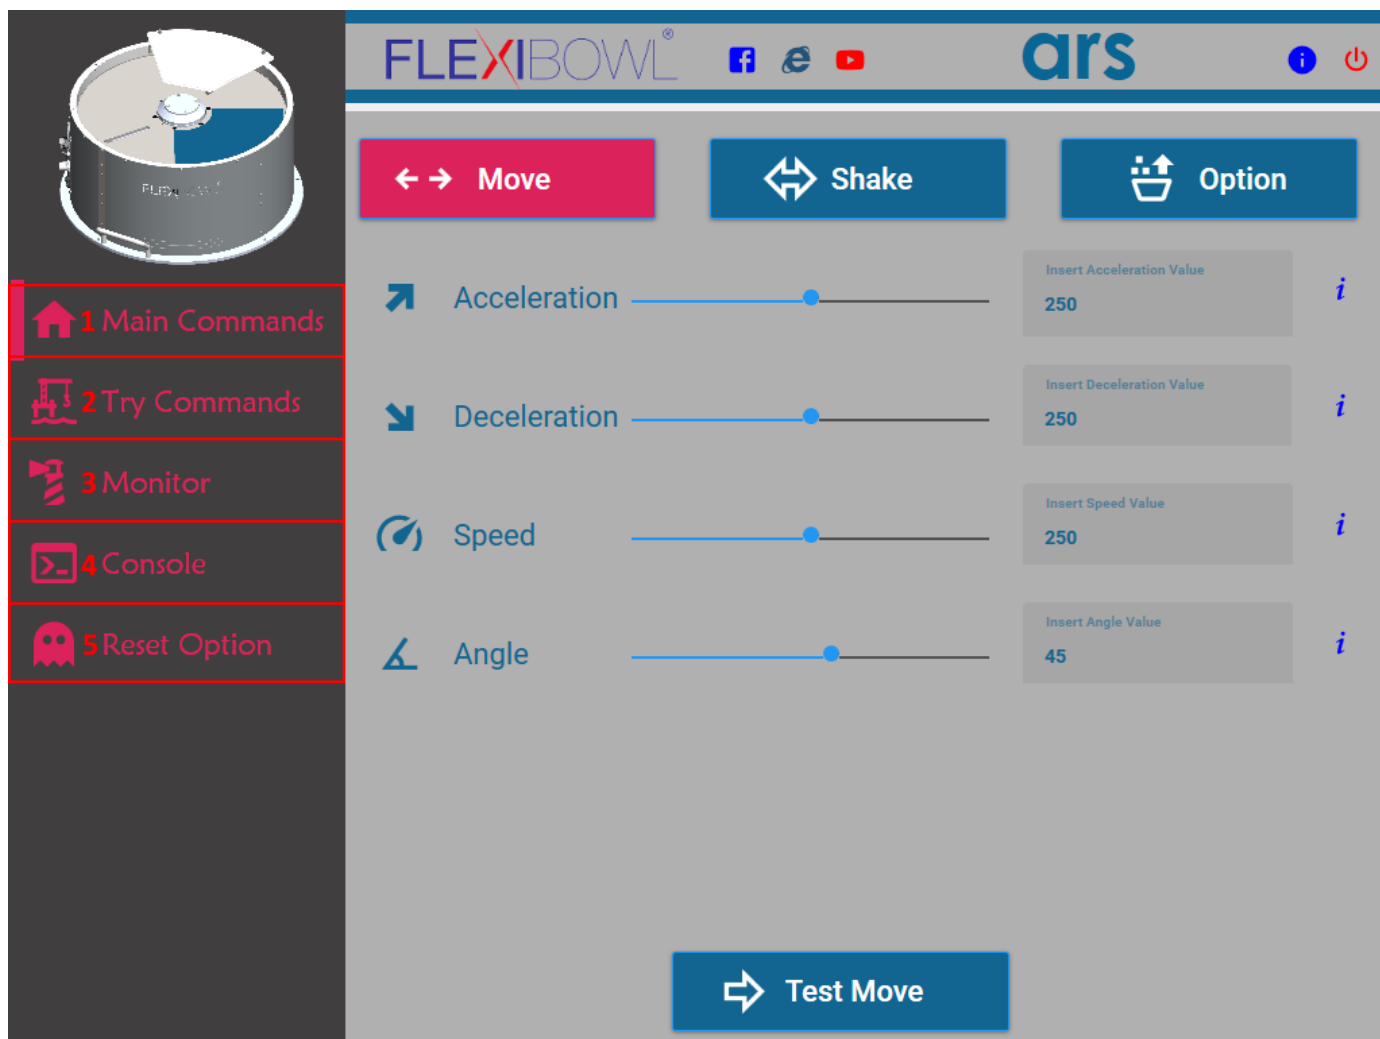 FLEXIBOWL®
ars
FLEXIBOWL
Move
Shake
Option
1 Main Commands
2 Try Commands
3 Monitor
4 Console
5 Reset Option
Acceleration
Insert Acceleration Value
250
i
Deceleration
Insert Deceleration Value
250
i
Speed
Insert Speed Value
250
i
Angle
Insert Angle Value
45
i
Test Move